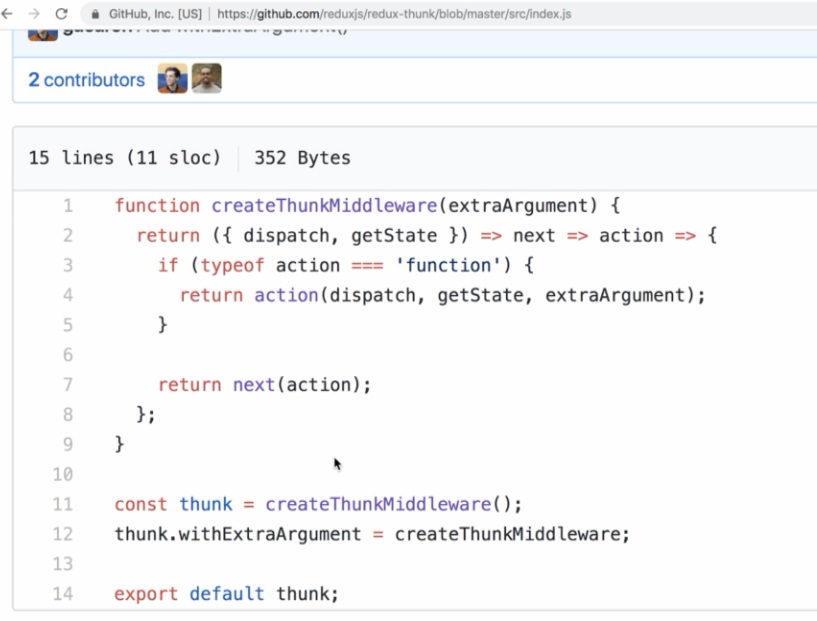 GitHub, Inc. [US] | https://github.com/reduxjs/redux-thunk/blob/master/src/index.js
2 contributors
15 lines (11 sloc) 352 Bytes
1 function createThunkMiddleware(extraArgument) {
2 return ({ dispatch, getState }) => next => action => {
3 if (typeof action === 'function') {
4 return action(dispatch, getState, extraArgument);
5 }
6
7 return next(action);
8 };
9 }
10
11 const thunk = createThunkMiddleware();
12 thunk.withExtraArgument = createThunkMiddleware;
13
14 export default thunk;